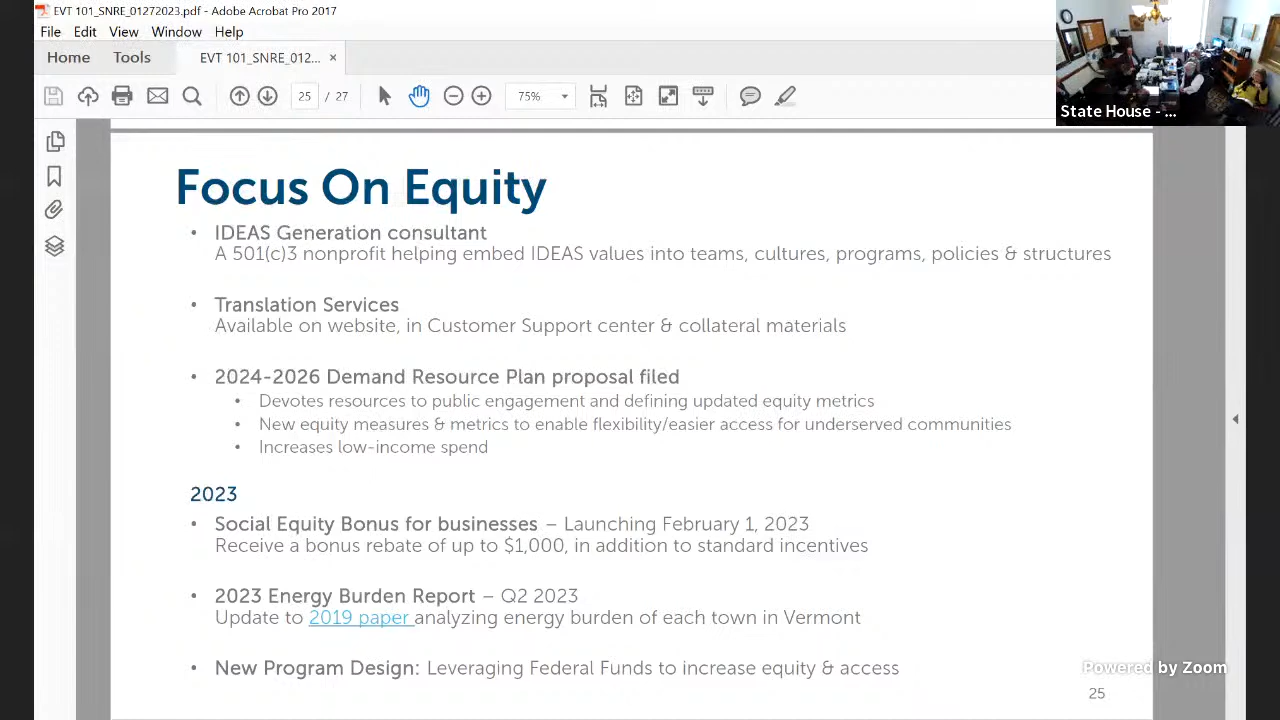 EVT 101_SNRE_01272023.pdf - Adobe Acrobat Pro 2017
File Edit View Window Help
Home Tools EVT 101_SNRE_012... ×
25 / 27 75%
State House - ...
Focus On Equity
• IDEAS Generation consultant
A 501(c)3 nonprofit helping embed IDEAS values into teams, cultures, programs, policies & structures
• Translation Services
Available on website, in Customer Support center & collateral materials
• 2024-2026 Demand Resource Plan proposal filed
• Devotes resources to public engagement and defining updated equity metrics
• New equity measures & metrics to enable flexibility/easier access for underserved communities
• Increases low-income spend
2023
• Social Equity Bonus for businesses – Launching February 1, 2023
Receive a bonus rebate of up to $1,000, in addition to standard incentives
• 2023 Energy Burden Report – Q2 2023
Update to 2019 paper analyzing energy burden of each town in Vermont
• New Program Design: Leveraging Federal Funds to increase equity & access
Powered by Zoom
25